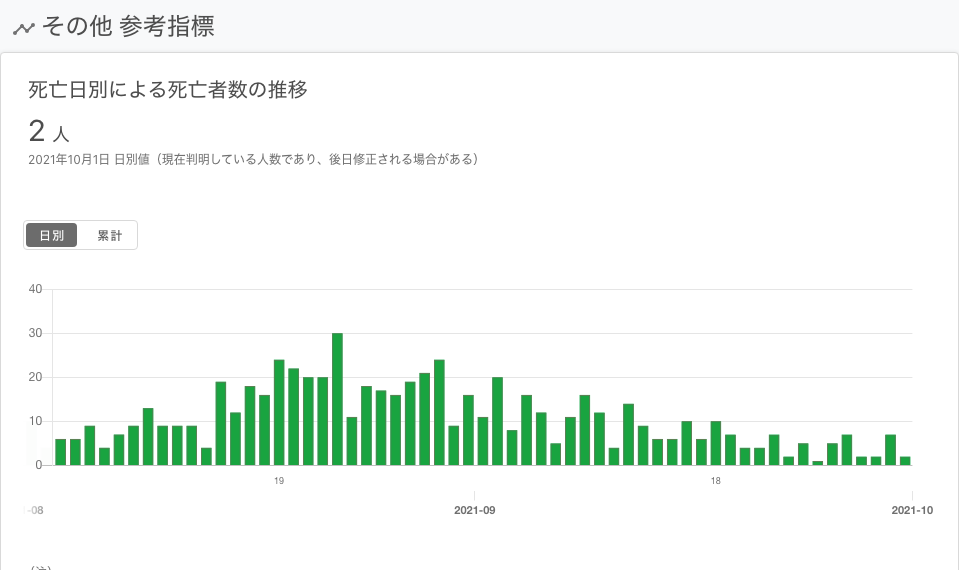 その他 参考指標
死亡日別による死亡者数の推移
2 人
2021年10月1日 日別値（現在判明している人数であり、後日修正される場合がある）
日別 累計
40
30
20
10
0
19 18
-08 2021-09 2021-10